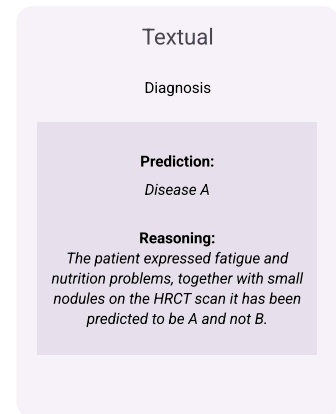 Textual
Diagnosis
Prediction:
Disease A
Reasoning:
The patient expressed fatigue and
nutrition problems, together with small
nodules on the HRCT scan it has been
predicted to be A and not B.